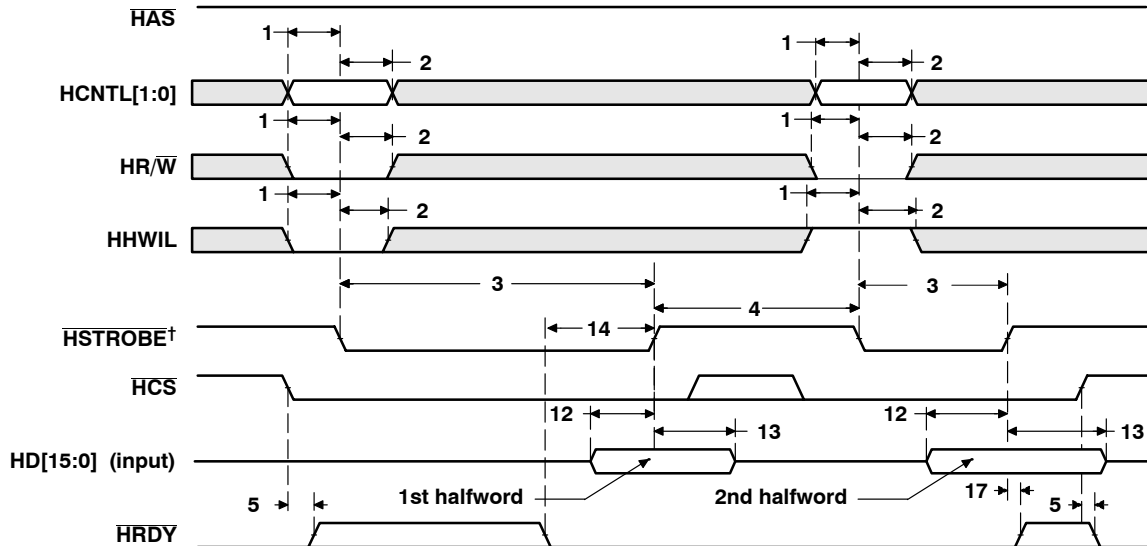 HAS
1
2
1
2
HCNTL[1:0]
1
2
1
2
HR/W
1
2
1
2
HHWIL
3
4
3
HSTROBE†
14
HCS
12
13
12
13
HD[15:0] (input)
1st halfword
2nd halfword
5
17
5
HRDY